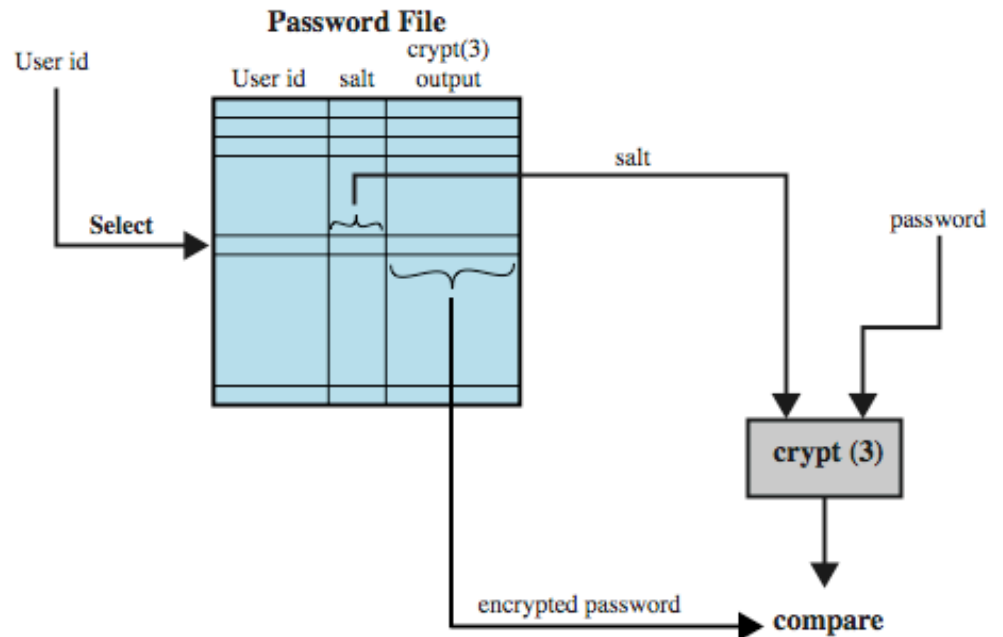 Password File
User id
User id
salt
crypt(3)
output
salt
Select
password
crypt (3)
encrypted password
compare